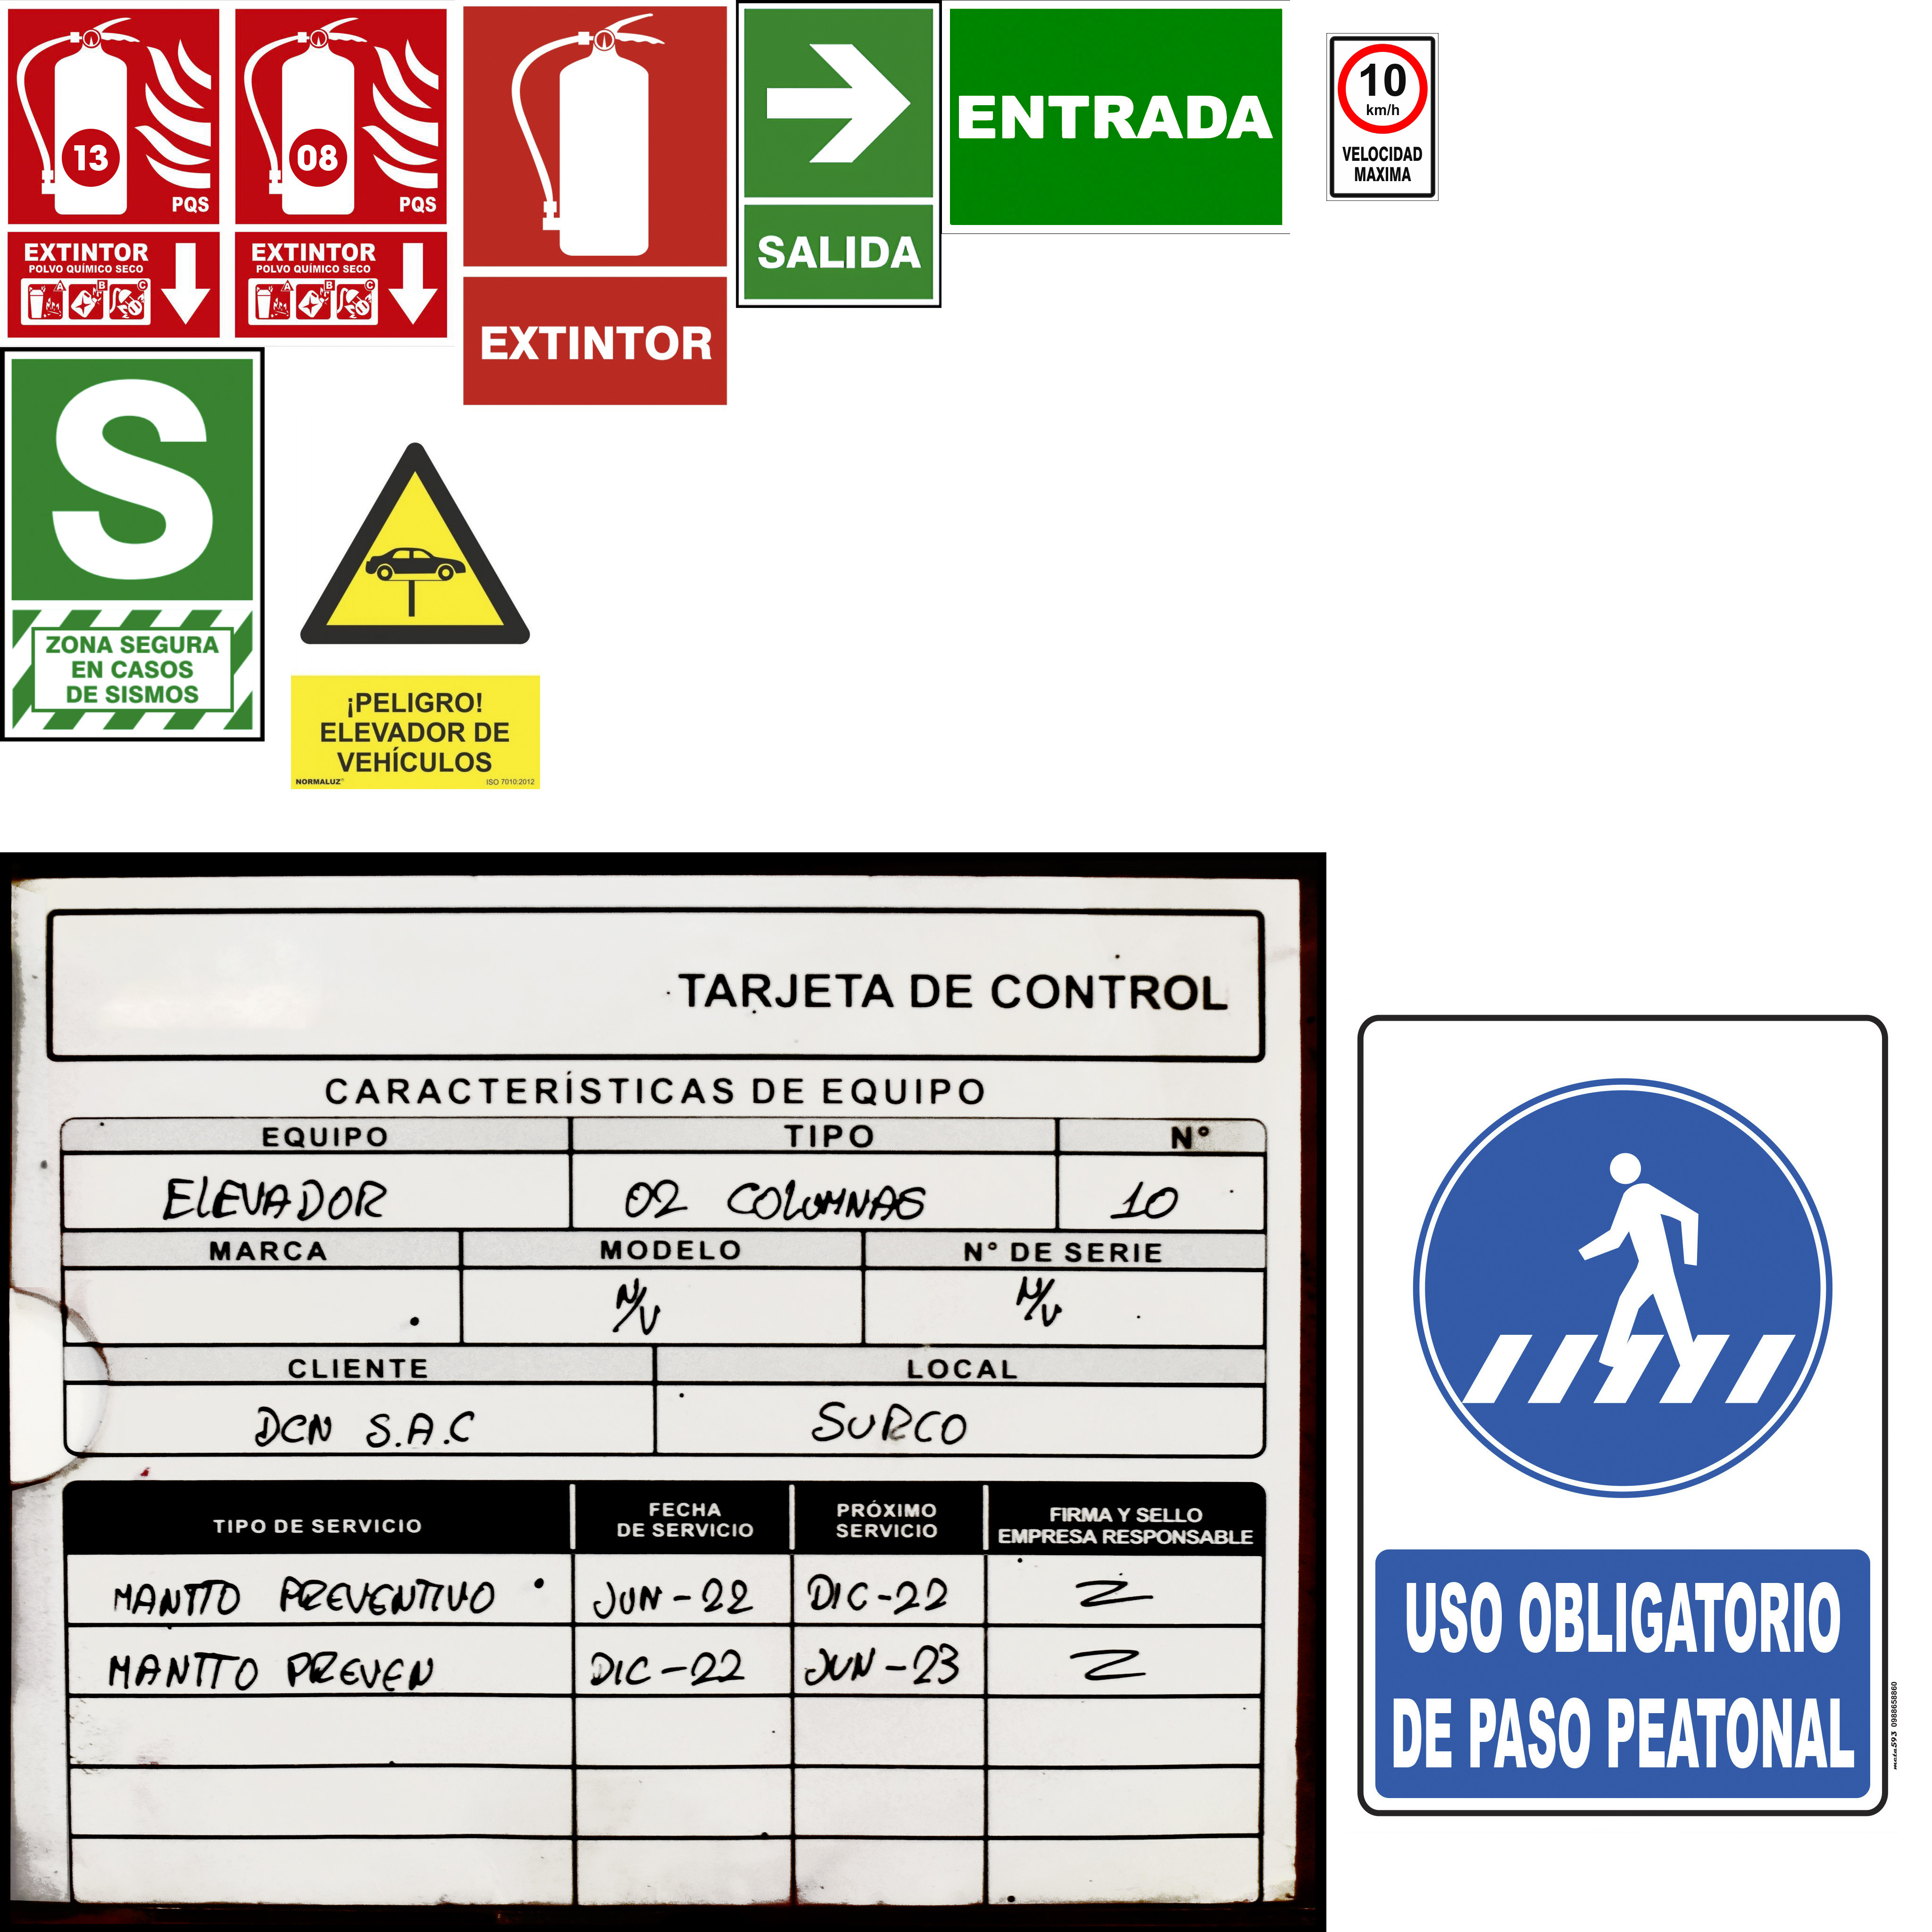 13
PQS
EXTINTOR
POLVO QUÍMICO SECO
A B C
08
PQS
EXTINTOR
POLVO QUÍMICO SECO
A B C
EXTINTOR
SALIDA
ENTRADA
10
km/h
VELOCIDAD
MAXIMA
S
ZONA SEGURA
EN CASOS
DE SISMOS
¡PELIGRO!
ELEVADOR DE
VEHÍCULOS
NORMALUZ® ISO 7010:2012
TARJETA DE CONTROL
CARACTERÍSTICAS DE EQUIPO
EQUIPO TIPO N°
ELEVADOR 02 COLUMNAS 10
MARCA MODELO N° DE SERIE
N/V N/V
CLIENTE LOCAL
DCN S.A.C SURCO
TIPO DE SERVICIO FECHA DE SERVICIO PRÓXIMO SERVICIO FIRMA Y SELLO EMPRESA RESPONSABLE
MANTTO PREVENTIVO JUN-22 DIC-22
MANTTO PREVEN DIC-22 JUN-23
USO OBLIGATORIO
DE PASO PEATONAL
0988658860